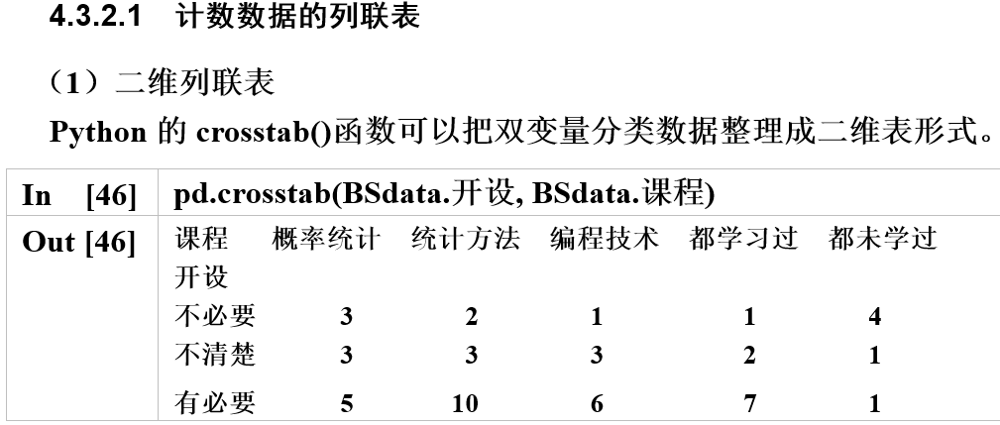 4.3.2.1 计数数据的列联表
（1）二维列联表
Python 的 crosstab()函数可以把双变量分类数据整理成二维表形式。
In [46] pd.crosstab(BSdata.开设, BSdata.课程)
Out [46] 课程 概率统计 统计方法 编程技术 都学习过 都未学过
开设
不必要 3 2 1 1 4
不清楚 3 3 3 2 1
有必要 5 10 6 7 1